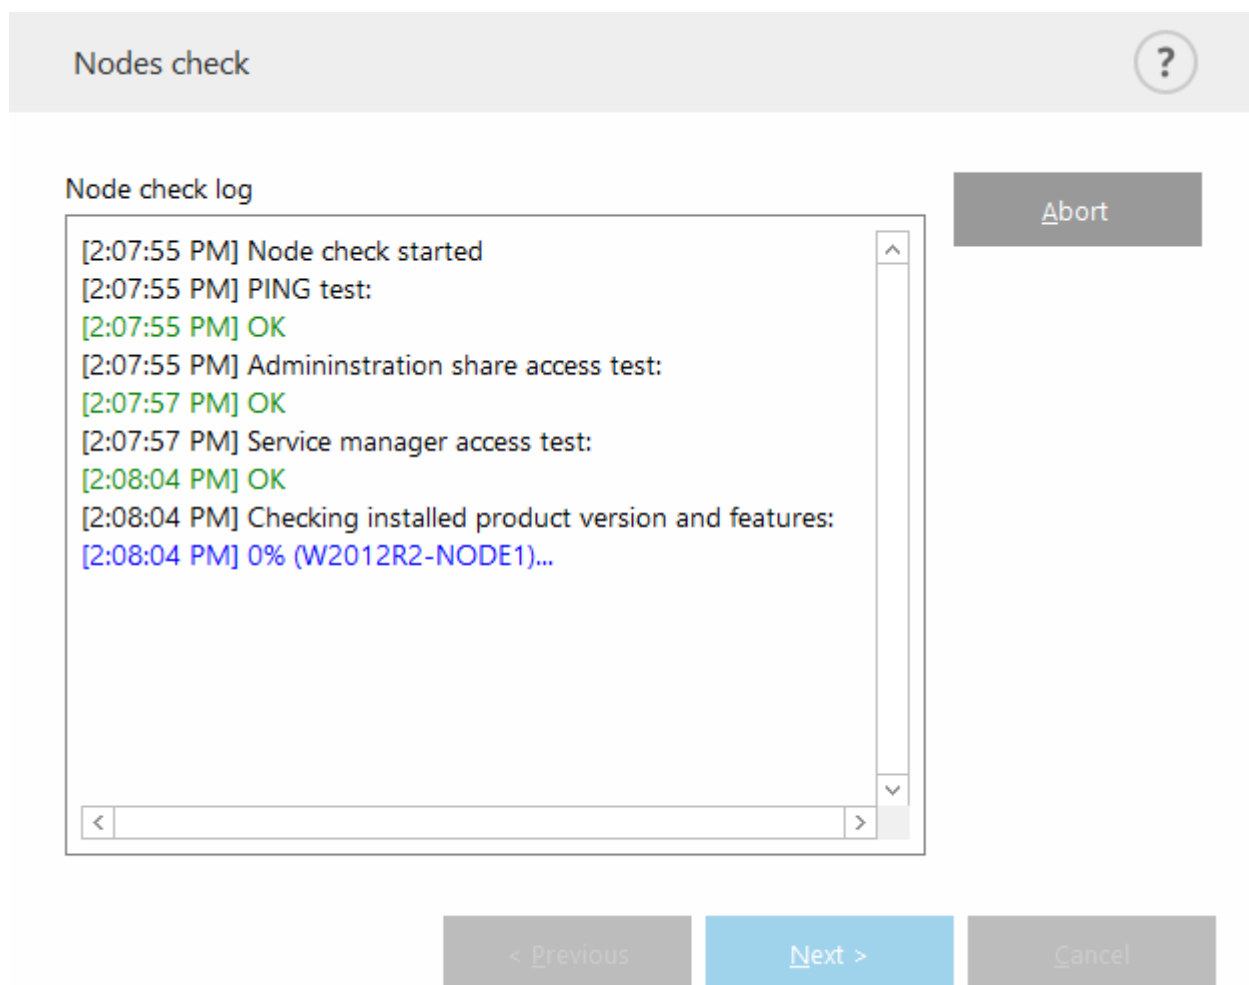 Nodes check
?
Node check log
Abort
[2:07:55 PM] Node check started
[2:07:55 PM] PING test:
[2:07:55 PM] OK
[2:07:55 PM] Admininstration share access test:
[2:07:57 PM] OK
[2:07:57 PM] Service manager access test:
[2:08:04 PM] OK
[2:08:04 PM] Checking installed product version and features:
[2:08:04 PM] 0% (W2012R2-NODE1)...
< Previous
Next >
Cancel